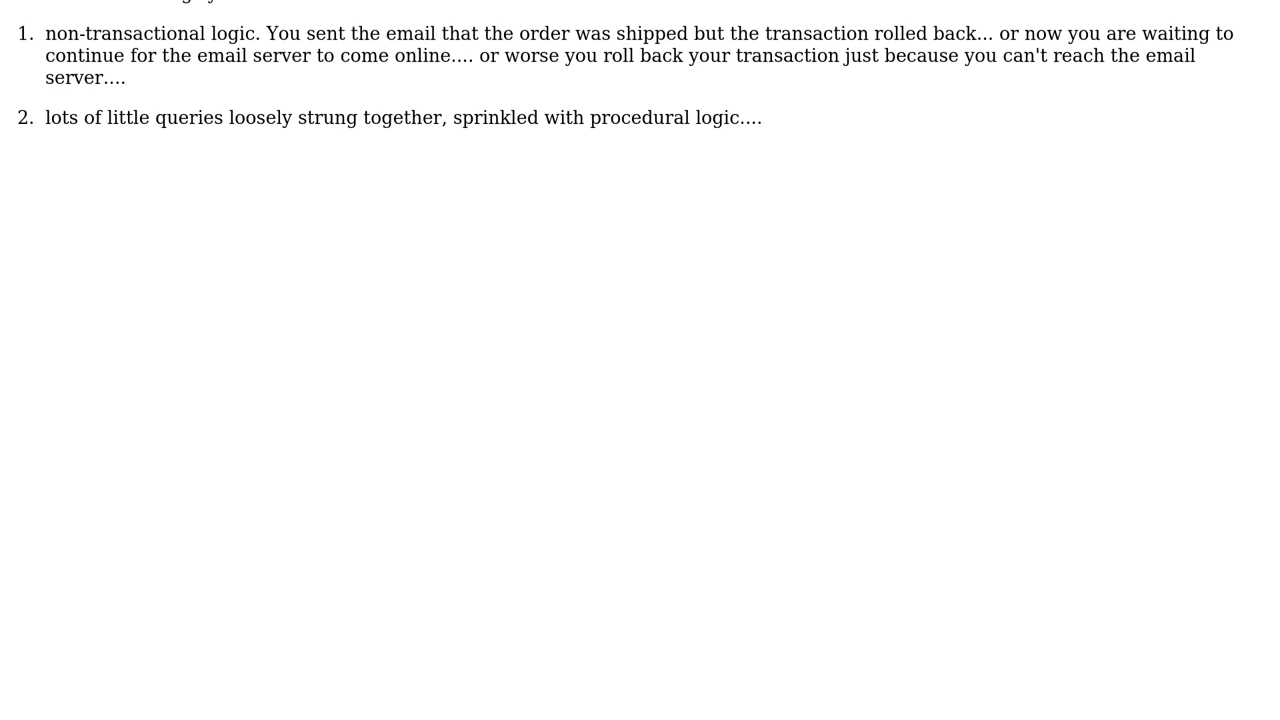 1. non-transactional logic. You sent the email that the order was shipped but the transaction rolled back... or now you are waiting to
continue for the email server to come online.... or worse you roll back your transaction just because you can't reach the email
server....
2. lots of little queries loosely strung together, sprinkled with procedural logic....